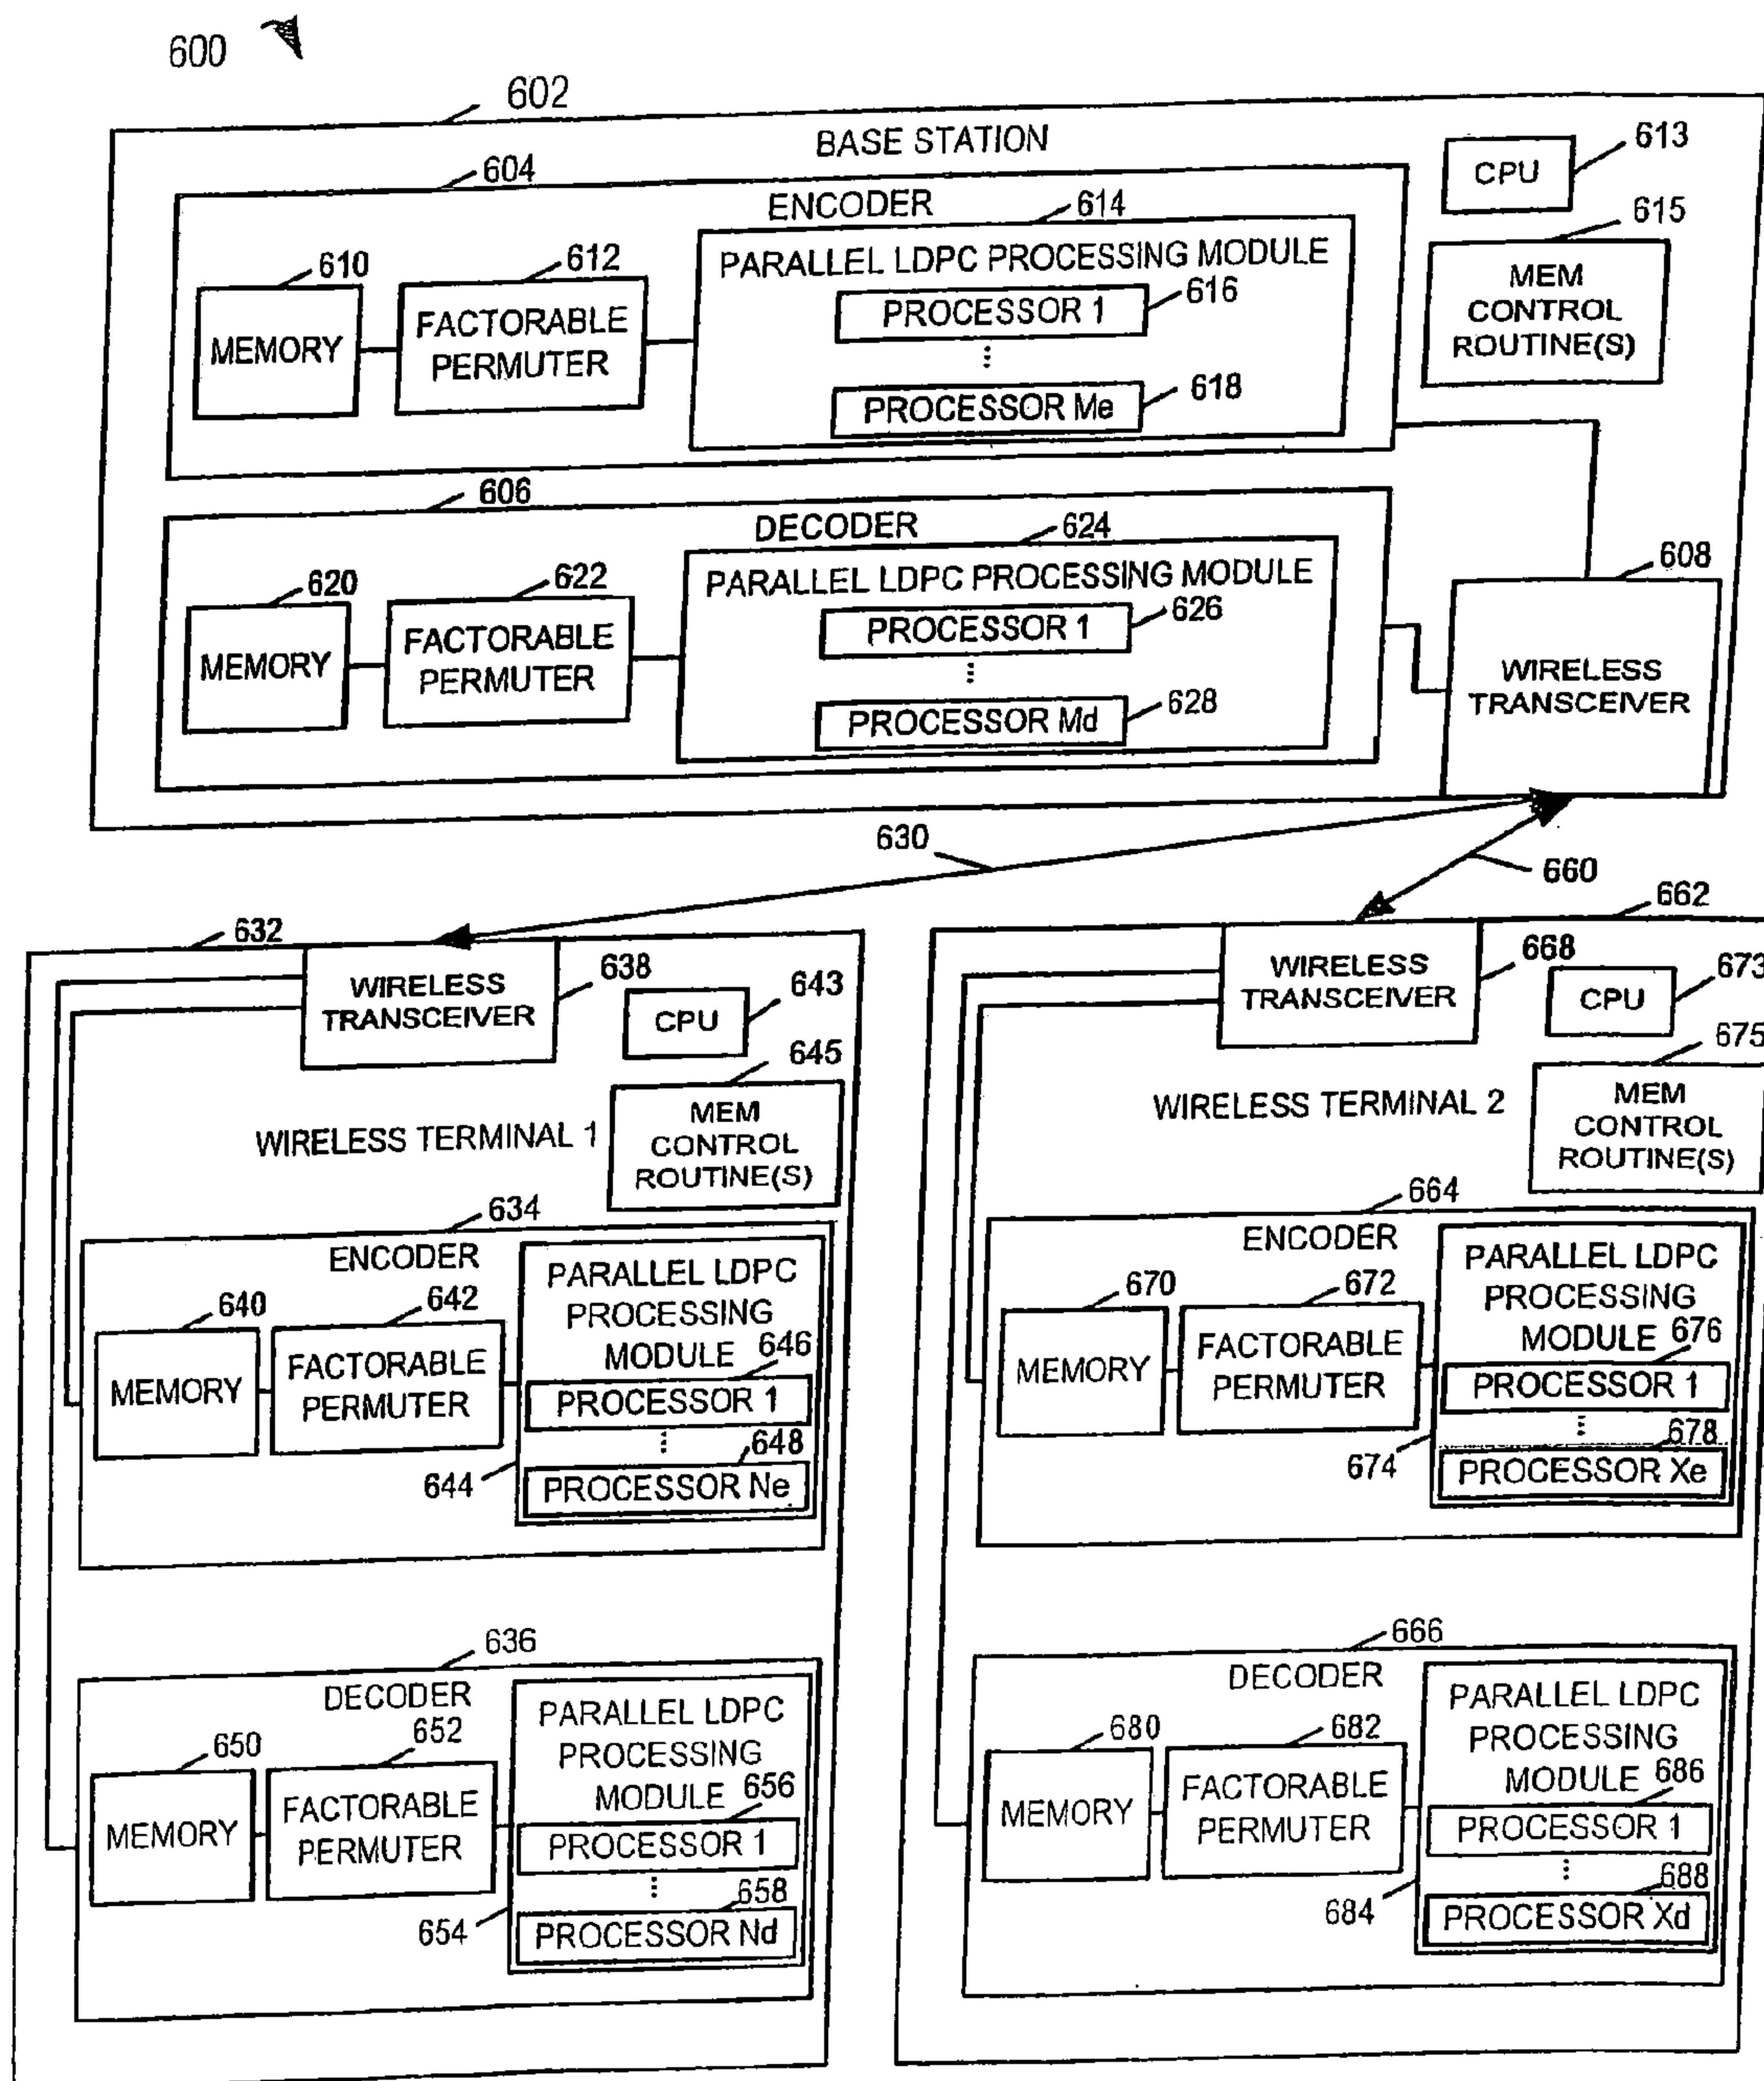 600
602
BASE STATION
613
CPU
604
ENCODER
614
615
PARALLEL LDPC PROCESSING MODULE
610
612
MEM
CONTROL
ROUTINE(S)
PROCESSOR 1
616
MEMORY
FACTORABLE
PERMUTER
PROCESSOR Me
618
606
DECODER
624
608
PARALLEL LDPC PROCESSING MODULE
620
622
PROCESSOR 1
626
MEMORY
FACTORABLE
PERMUTER
PROCESSOR Md
628
WIRELESS
TRANSCEIVER
630
660
632
WIRELESS
TRANSCEIVER
638
643
CPU
645
WIRELESS TERMINAL 1
MEM
CONTROL
ROUTINE(S)
634
ENCODER
PARALLEL LDPC
PROCESSING
MODULE
640
642
646
MEMORY
FACTORABLE
PERMUTER
PROCESSOR 1
648
644
PROCESSOR Ne
636
DECODER
PARALLEL LDPC
PROCESSING
MODULE
650
652
656
MEMORY
FACTORABLE
PERMUTER
PROCESSOR 1
658
654
PROCESSOR Nd
662
WIRELESS
TRANSCEIVER
668
673
CPU
675
WIRELESS TERMINAL 2
MEM
CONTROL
ROUTINE(S)
664
ENCODER
PARALLEL LDPC
PROCESSING
MODULE
670
672
676
MEMORY
FACTORABLE
PERMUTER
PROCESSOR 1
678
674
PROCESSOR Xe
666
DECODER
PARALLEL LDPC
PROCESSING
MODULE
680
682
686
MEMORY
FACTORABLE
PERMUTER
PROCESSOR 1
688
684
PROCESSOR Xd